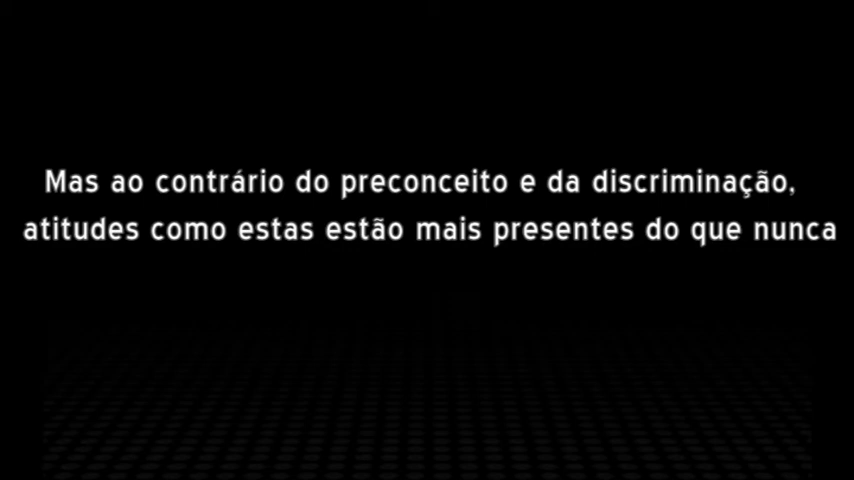 Mas ao contrário do preconceito e da discriminação,
atitudes como estas estão mais presentes do que nunca